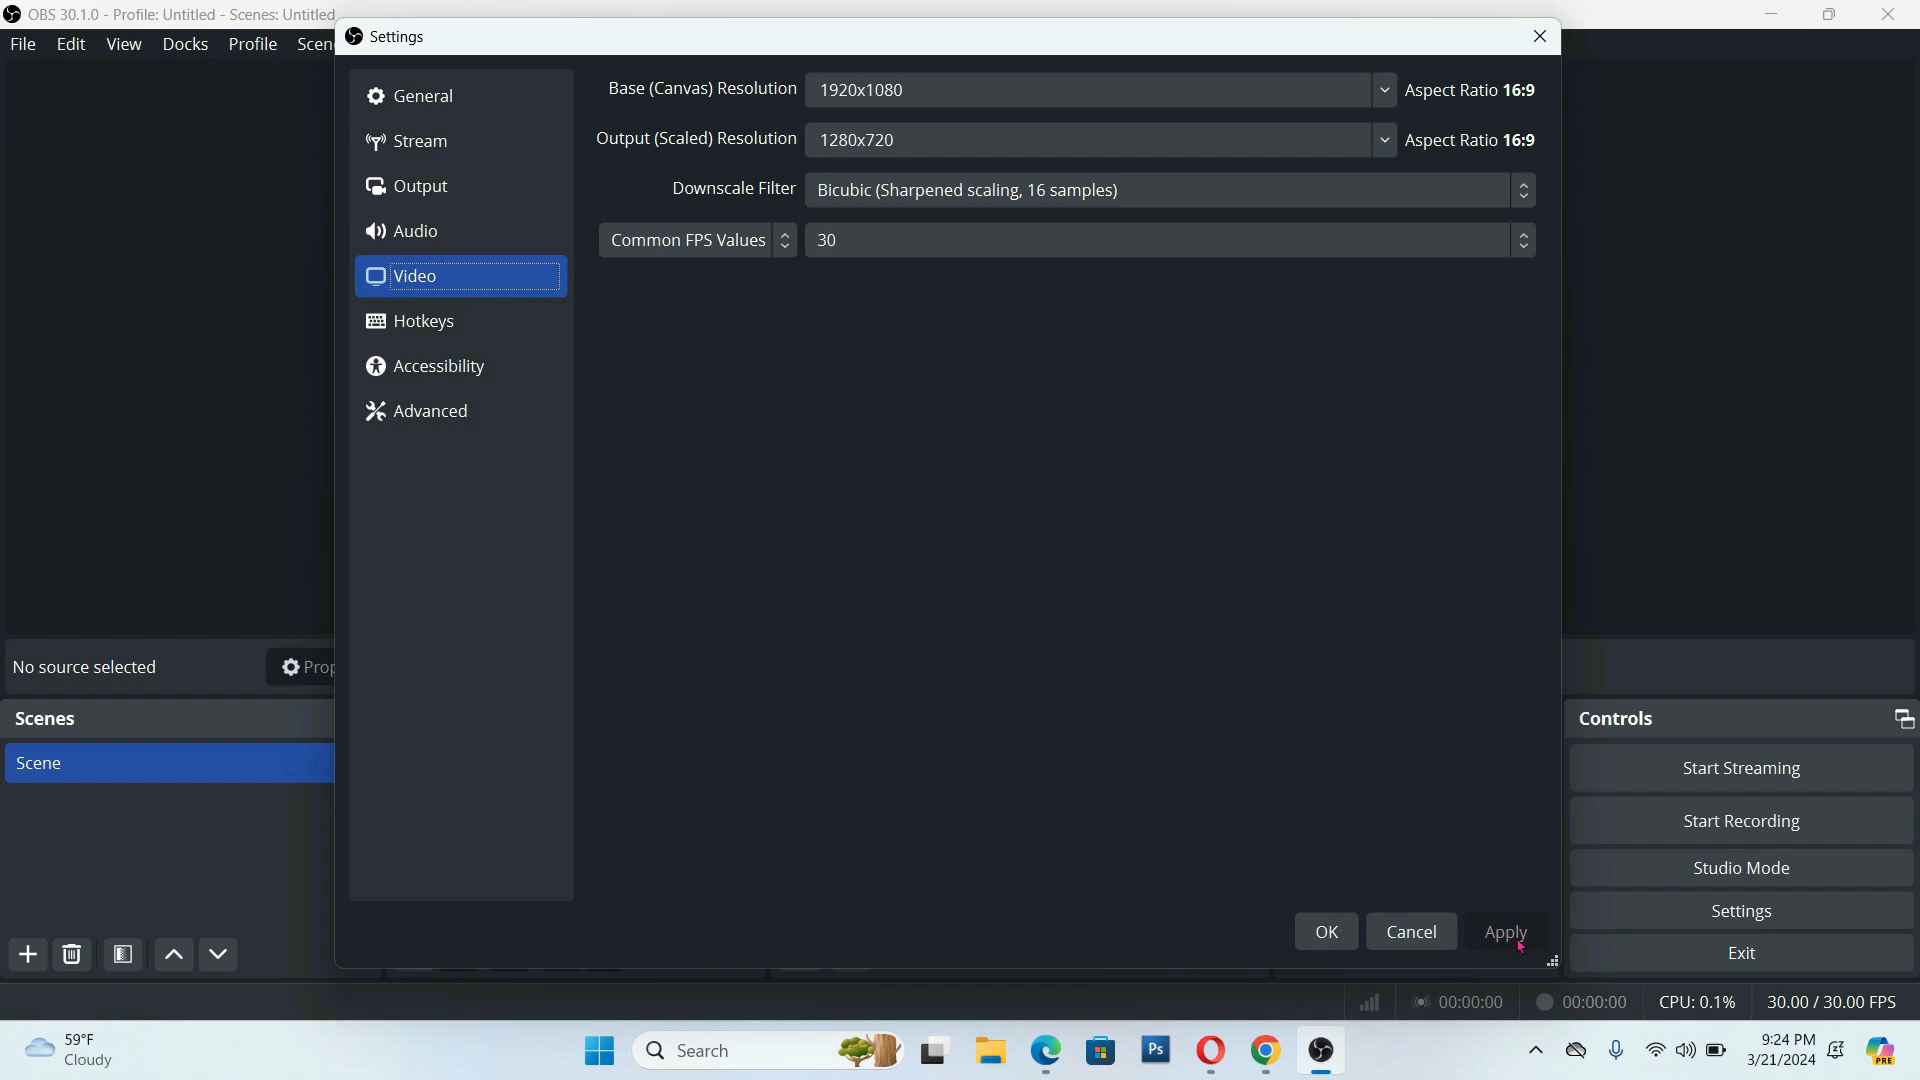 OBS 30.1.0 - Profile: Untitled - Scenes: Untitled
File Edit View Docks Profile Scen
Settings
General
Stream
Output
Audio
Video
Hotkeys
Accessibility
Advanced
Base (Canvas) Resolution 1920x1080 Aspect Ratio 16:9
Output (Scaled) Resolution 1280x720 Aspect Ratio 16:9
Downscale Filter Bicubic (Sharpened scaling, 16 samples)
Common FPS Values 30
OK Cancel Apply
No source selected Prop
Scenes
Scene
Controls
Start Streaming
Start Recording
Studio Mode
Settings
Exit
00:00:00 00:00:00 CPU: 0.1% 30.00 / 30.00 FPS
59°F
Cloudy
Search
Ps
9:24 PM
3/21/2024
PRE